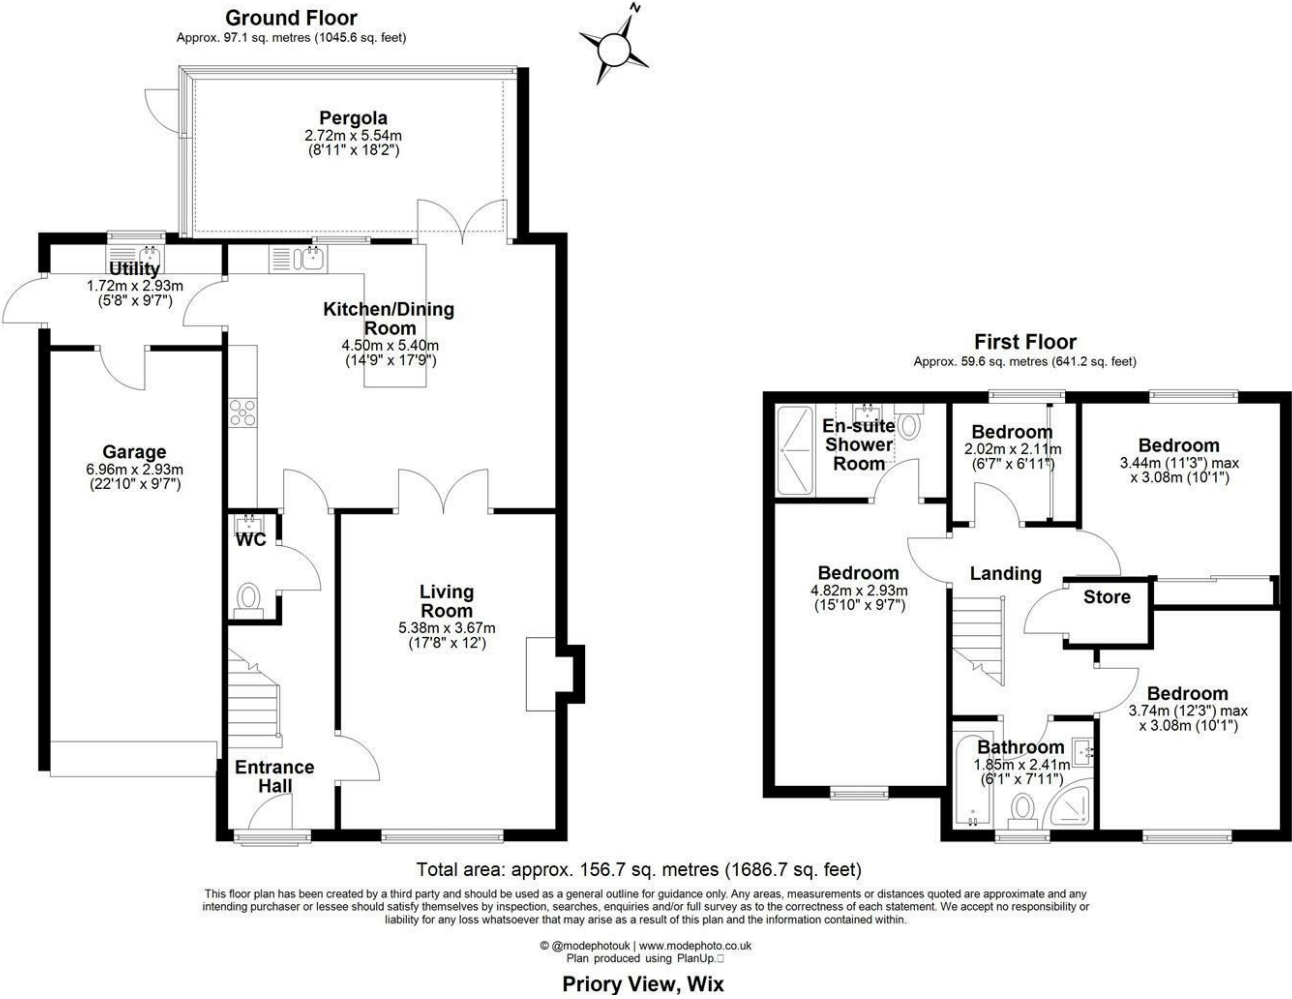 Ground Floor
Approx. 97.1 sq. metres (1045.6 sq. feet)
N
Pergola
2.72m x 5.54m
(8'11" x 18'2")
Utility
1.72m x 2.93m
(5'8" x 9'7")
Kitchen/Dining
Room
4.50m x 5.40m
(14'9" x 17'9")
Garage
6.96m x 2.93m
(22'10" x 9'7")
WC
Living
Room
5.38m x 3.67m
(17'8" x 12')
Entrance
Hall
First Floor
Approx. 59.6 sq. metres (641.2 sq. feet)
En-suite
Shower
Room
Bedroom
2.02m x 2.11m
(6'7" x 6'11")
Bedroom
3.44m (11'3") max
x 3.08m (10'1")
Bedroom
4.82m x 2.93m
(15'10" x 9'7")
Landing
Store
Bedroom
3.74m (12'3") max
x 3.08m (10'1")
Bathroom
1.85m x 2.41m
(6'1" x 7'11")
Total area: approx. 156.7 sq. metres (1686.7 sq. feet)
This floor plan has been created by a third party and should be used as a general outline for guidance only. Any areas, measurements or distances quoted are approximate and any
intending purchaser or lessee should satisfy themselves by inspection, searches, enquiries and/or full survey as to the correctness of each statement. We accept no responsibility or
liability for any loss whatsoever that may arise as a result of this plan and the information contained within.
© @modephotouk | www.modephoto.co.uk
Plan produced using PlanUp.
Priory View, Wix